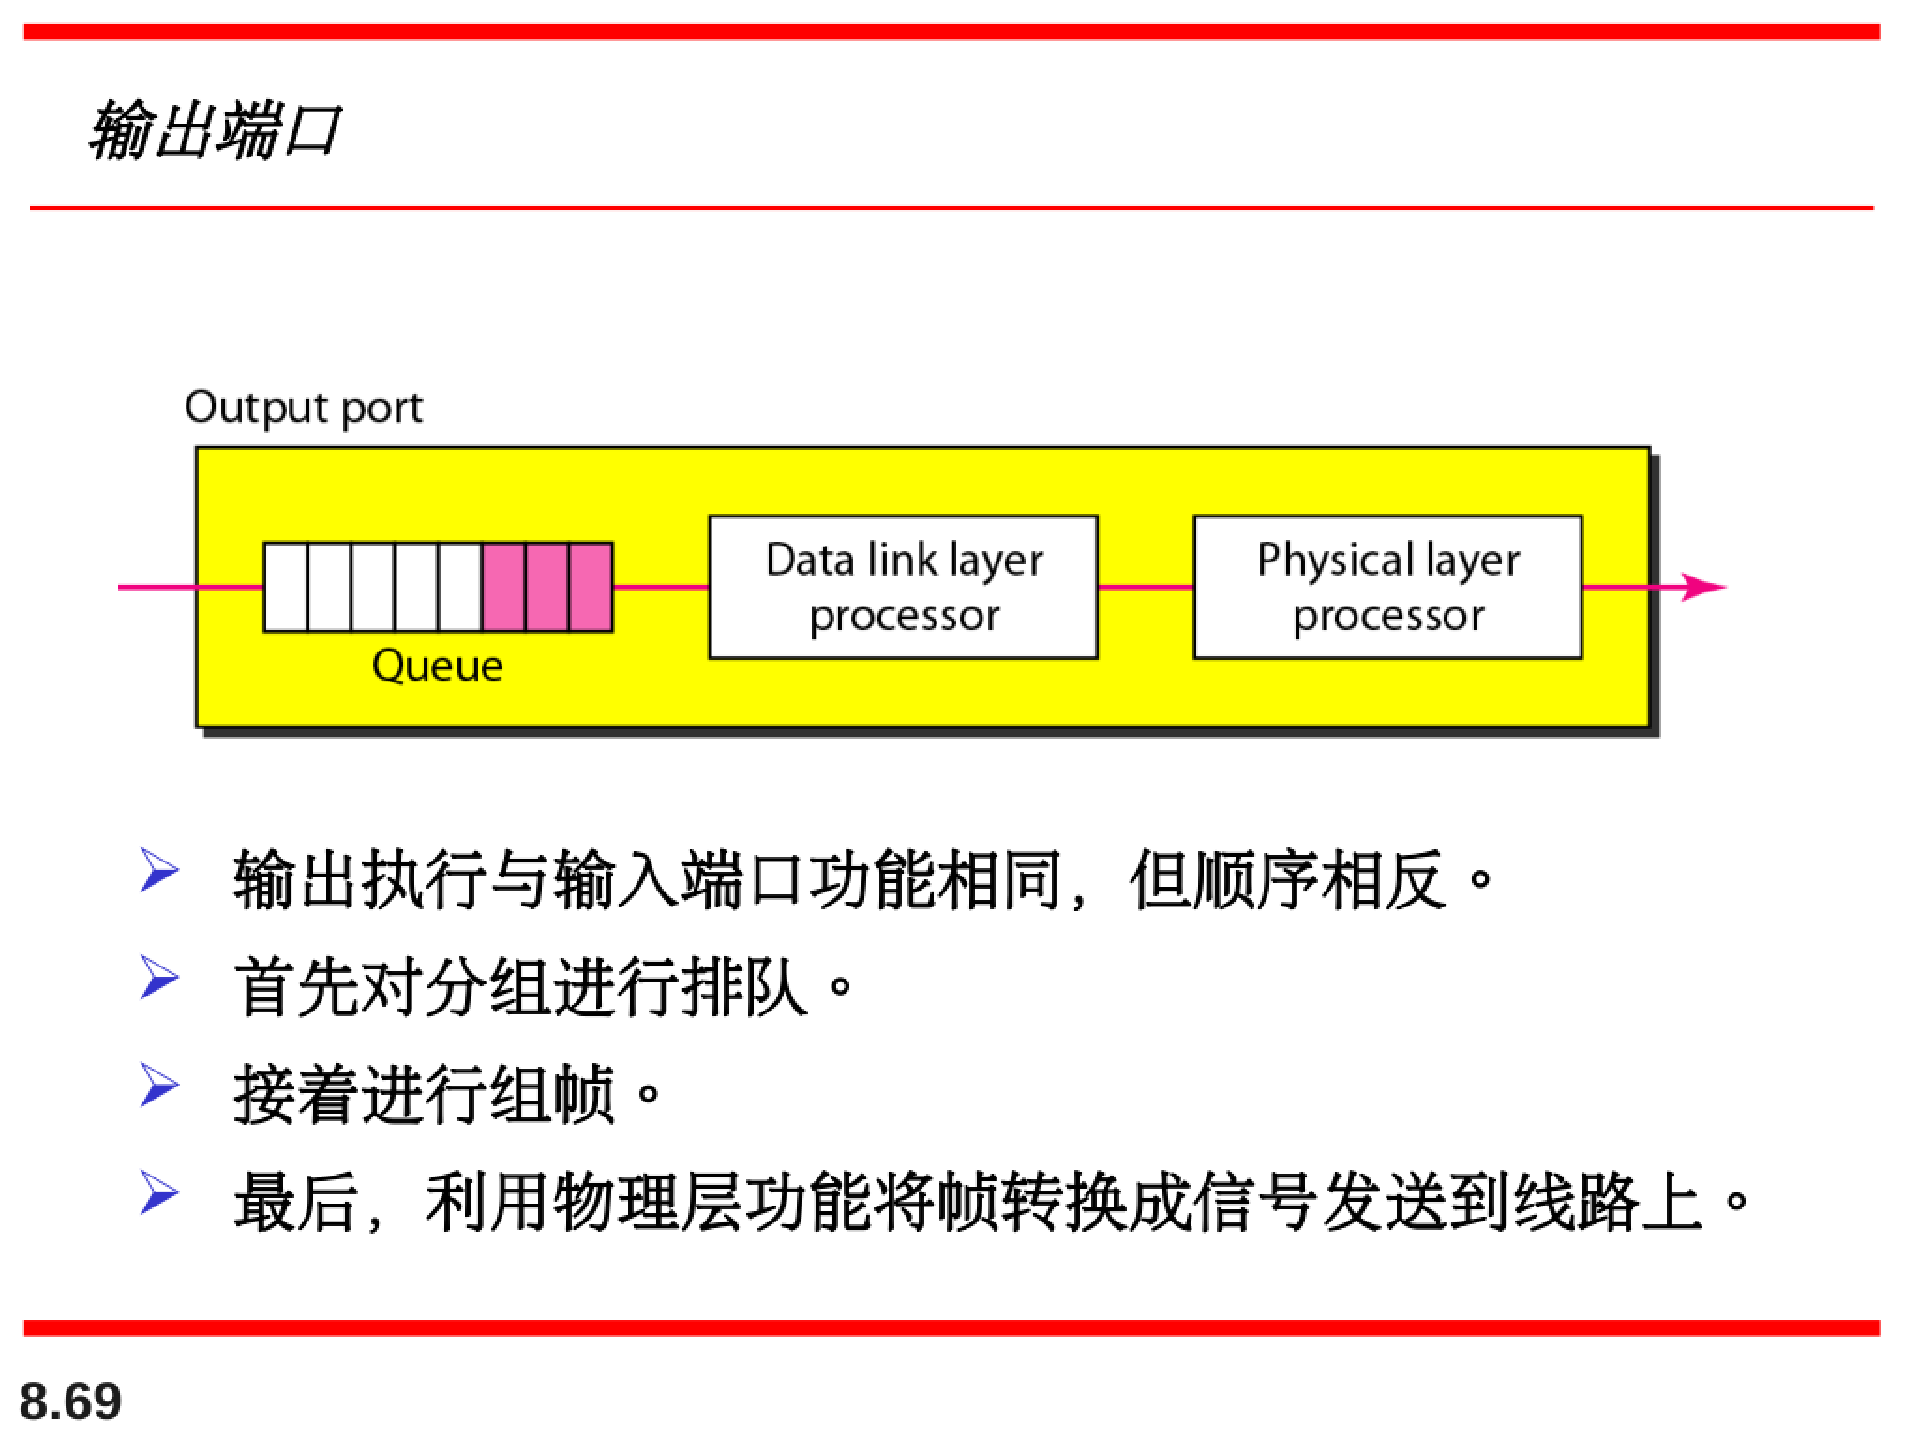 输出端口
Output port
Data link layer
processor
Physical layer
processor
Queue
输出执行与输入端口功能相同，但顺序相反。
首先对分组进行排队。
接着进行组帧。
最后，利用物理层功能将帧转换成信号发送到线路上。
8.69